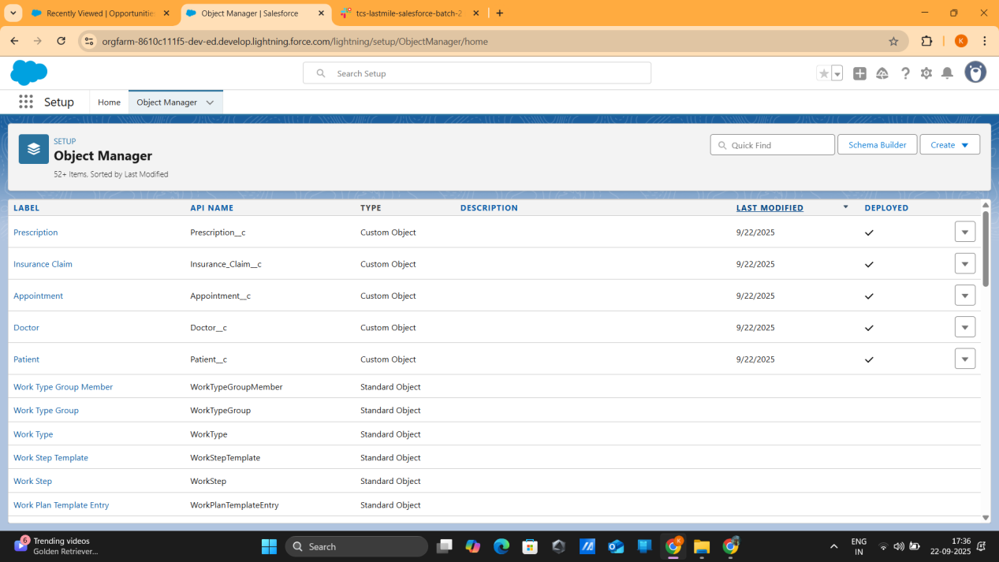 Recently Viewed | Opportunitie
Object Manager | Salesforce
tcs-lastmile-salesforce-batch-2
orgfarm-8610c111f5-dev-ed.develop.lightning.force.com/lightning/setup/ObjectManager/home
K
Search Setup
Setup
Home
Object Manager
SETUP
Object Manager
52+ Items, Sorted by Last Modified
Quick Find
Schema Builder
Create
LABEL API NAME TYPE DESCRIPTION LAST MODIFIED DEPLOYED
Prescription Prescription__c Custom Object 9/22/2025
Insurance Claim Insurance_Claim__c Custom Object 9/22/2025
Appointment Appointment__c Custom Object 9/22/2025
Doctor Doctor__c Custom Object 9/22/2025
Patient Patient__c Custom Object 9/22/2025
Work Type Group Member WorkTypeGroupMember Standard Object
Work Type Group WorkTypeGroup Standard Object
Work Type WorkType Standard Object
Work Step Template WorkStepTemplate Standard Object
Work Step WorkStep Standard Object
Work Plan Template Entry WorkPlanTemplateEntry Standard Object
6
Trending videos
Golden Retriever...
Search
K
ENG
IN
17:36
22-09-2025